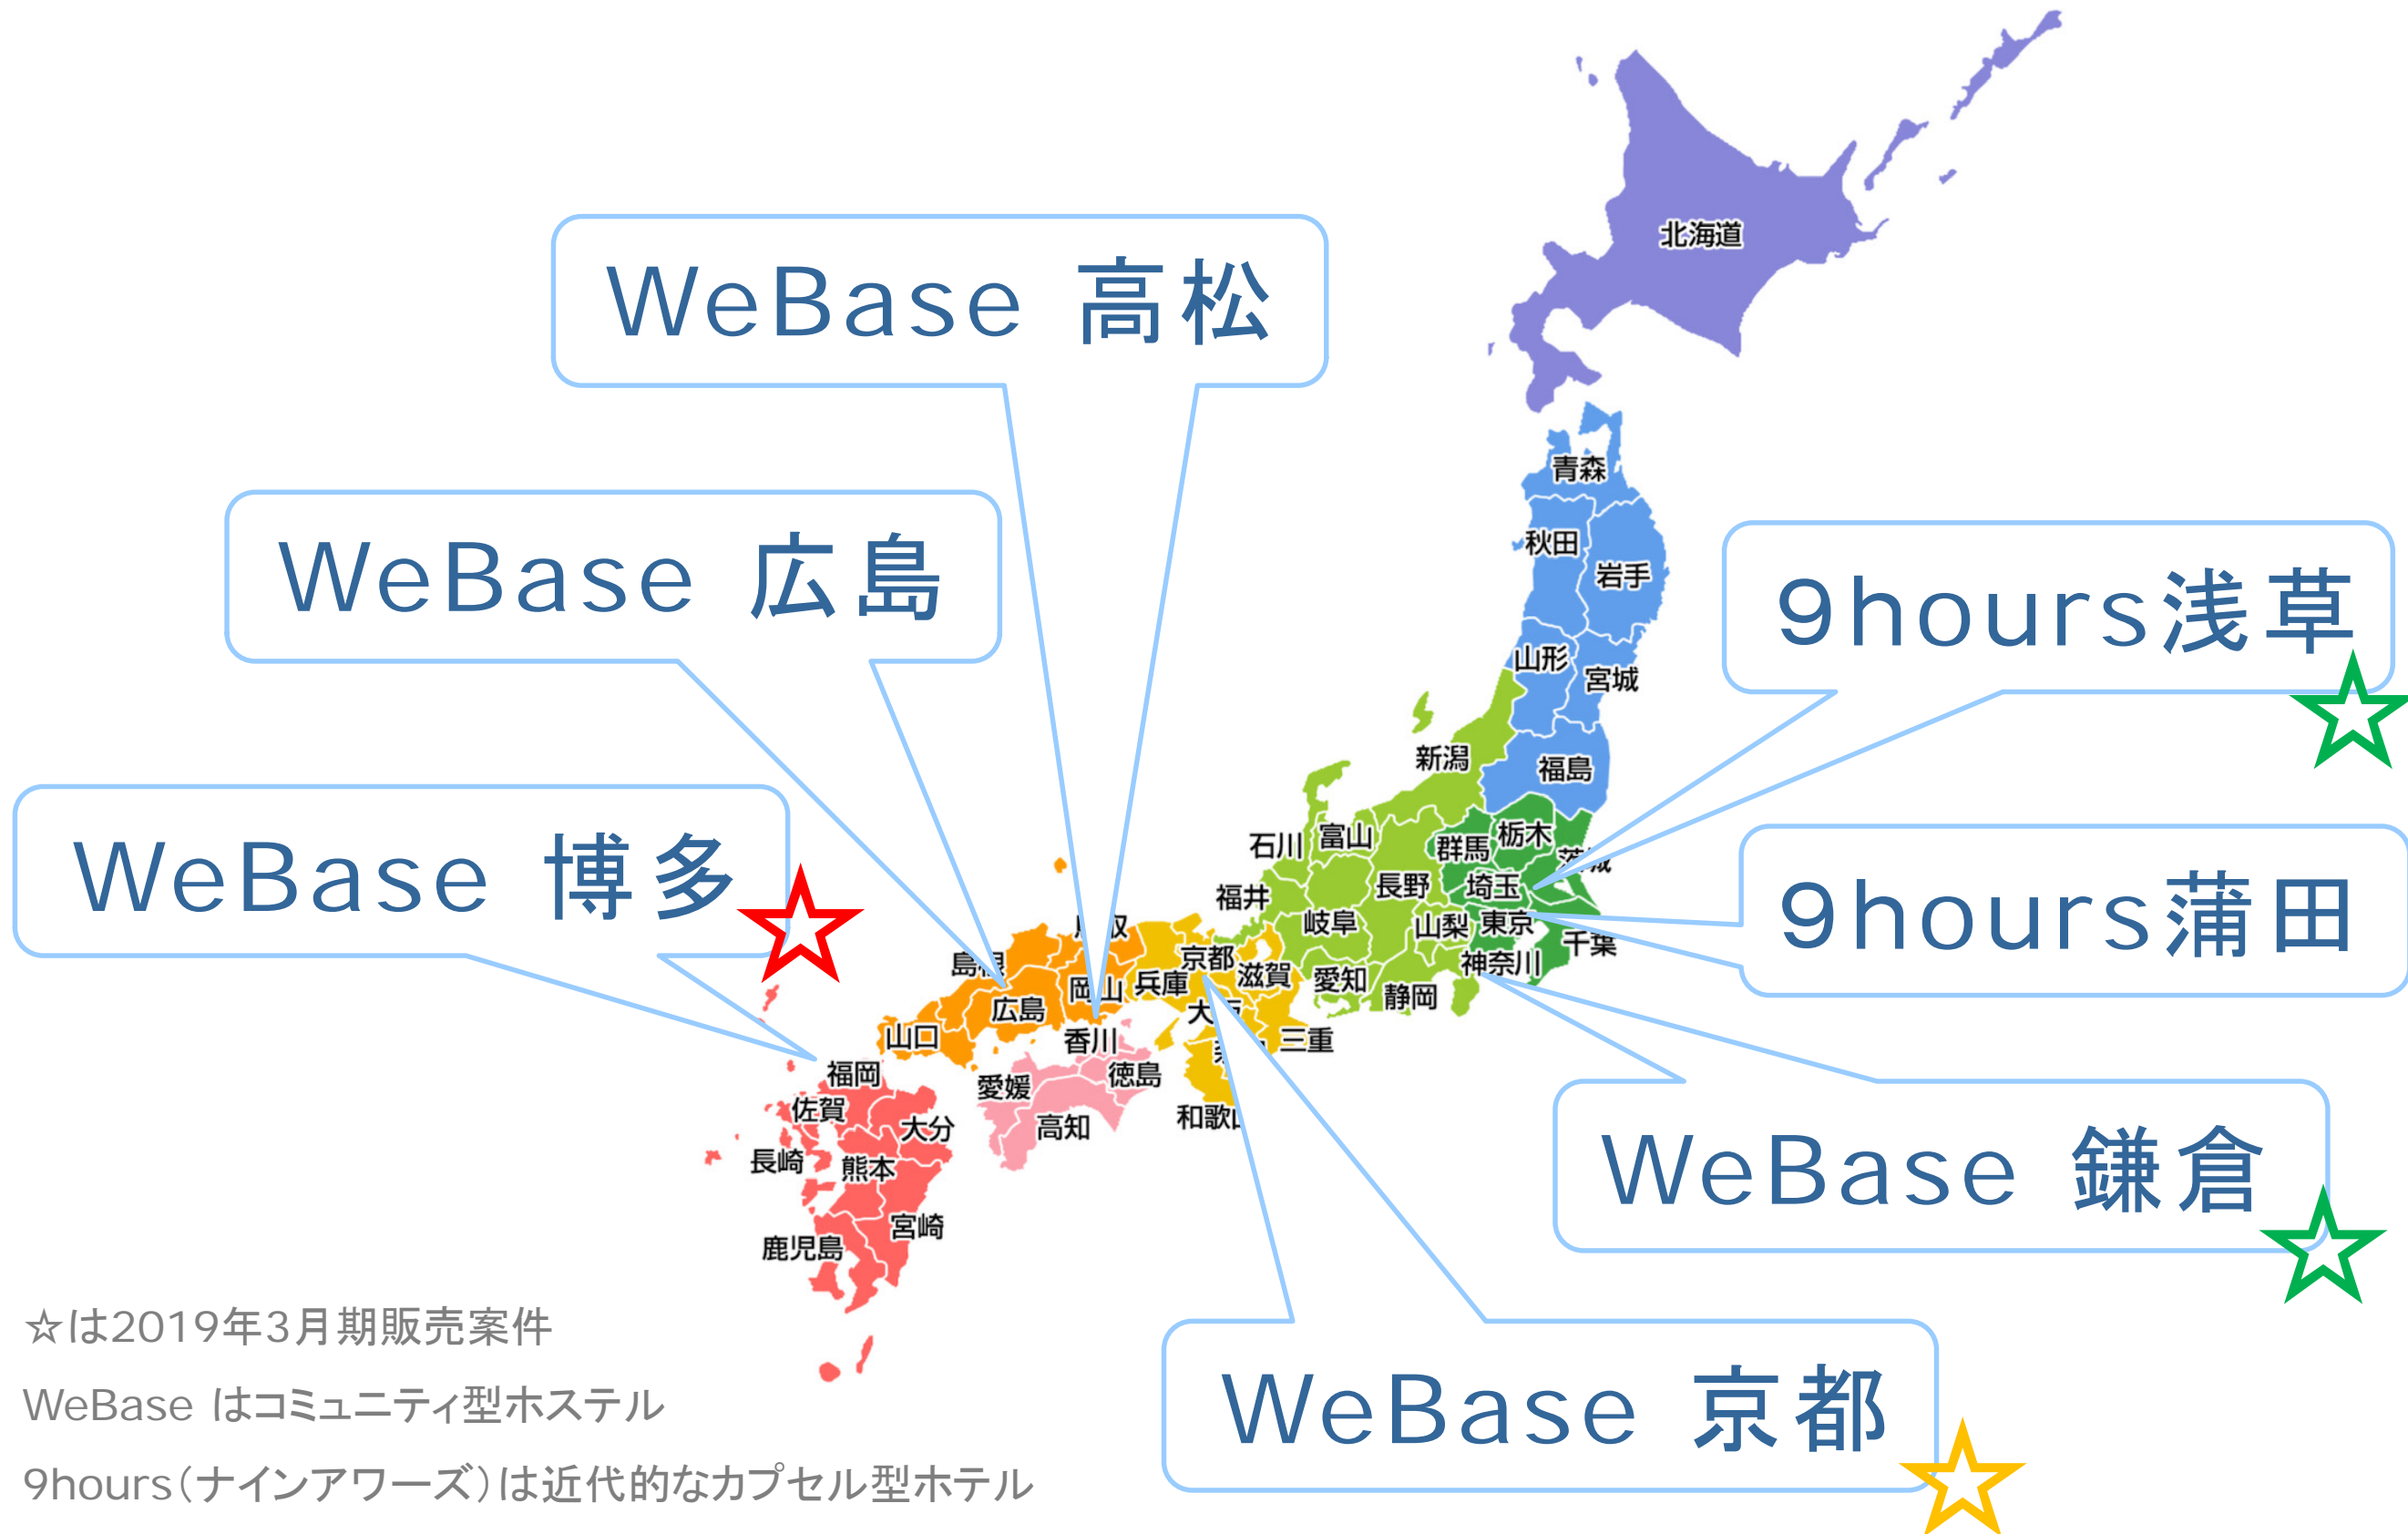 北海道
WeBase 高松
青森
WeBase 広島
秋田
岩手
9hours浅草
山形
宮城
新潟
福島
WeBase 博多
石川
富山
群馬
栃木
9hours蒲田
福井
長野
埼玉
岐阜
山梨
東京
千葉
島根
京都
兵庫
滋賀
愛知
神奈川
静岡
岡山
広島
山口
香川
三重
福岡
愛媛
徳島
佐賀
大分
高知
和歌山
長崎
熊本
WeBase 鎌倉
宮崎
鹿児島
☆は2019年3月期販売案件
WeBase はコミュニティ型ホステル
9hours（ナインアワーズ）は近代的なカプセル型ホテル
WeBase 京都